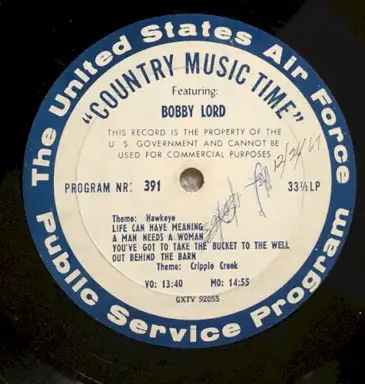 The United States Air Force
"COUNTRY MUSIC TIME"
Featuring:
BOBBY LORD
THIS RECORD IS THE PROPERTY OF THE
U S GOVERNMENT AND CANNOT BE
USED FOR COMMERCIAL PURPOSES
PROGRAM NR: 391
33⅓ LP
Theme: Hawkeye
LIFE CAN HAVE MEANING
A MAN NEEDS A WOMAN
YOU'VE GOT TO TAKE THE BUCKET TO THE WELL
OUT BEHIND THE BARN
Theme: Cripple Creek
VO: 13:40 MO: 14:55
GXTV 92055
Public Service Program